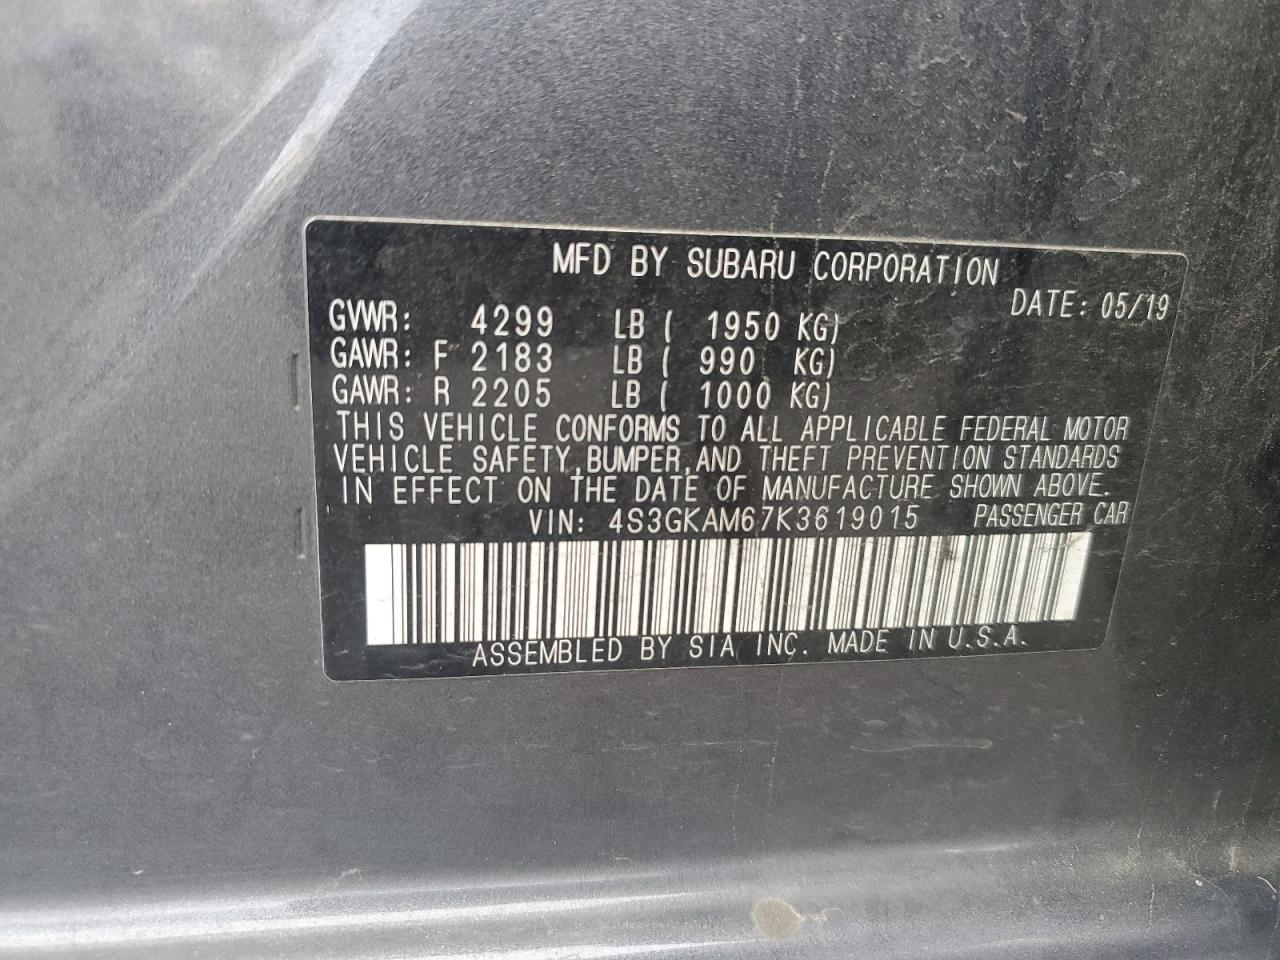 MFD BY SUBARU CORPORATION
DATE: 05/19
GVWR: 4299 LB ( 1950 KG)
GAWR: F 2183 LB ( 990 KG)
GAWR: R 2205 LB ( 1000 KG)
THIS VEHICLE CONFORMS TO ALL APPLICABLE FEDERAL MOTOR
VEHICLE SAFETY,BUMPER,AND THEFT PREVENTION STANDARDS
IN EFFECT ON THE DATE OF MANUFACTURE SHOWN ABOVE.
VIN: 4S3GKAM67K3619015 PASSENGER CAR
ASSEMBLED BY SIA INC. MADE IN U.S.A.